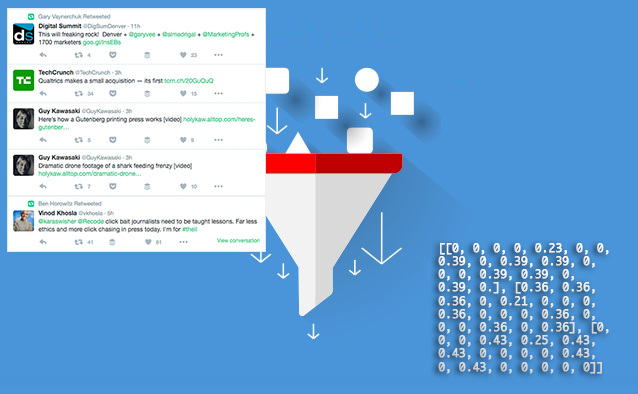 Gary Vaynerchuk Retweeted
Digital Summit @DigSumDenver · 11h
This will freaking rock! Denver + @garyvee + @almadrigal + @MarketingProfs +
1700 marketers goo.gl/InsEBs
4 23
TechCrunch @TechCrunch · 3h
Qualtrics makes a small acquisition — its first tcrn.ch/20GuQuQ
34 15
Guy Kawasaki @GuyKawasaki · 3h
Here's how a Gutenberg printing press works [video] holykaw.alltop.com/heres-
gutenber...
5 9
Guy Kawasaki @GuyKawasaki · 3h
Dramatic drone footage of a shark feeding frenzy [video]
holykaw.alltop.com/dramatic-drone...
7 10
Ben Horowitz Retweeted
Vinod Khosla @vkhosla · 5h
@karaswisher @Recode click bait journalists need to be taught lessons. Far less
ethics and more click chasing in press today. I'm for #theil
41 81 View conversation
ds
TC
[[0, 0, 0, 0, 0.23, 0, 0,
0.39, 0, 0.39, 0.39, 0,
0, 0, 0.39, 0.39, 0,
0.39, 0.], [0.36, 0.36,
0.36, 0, 0.21, 0, 0, 0,
0.36, 0, 0, 0, 0.36, 0,
0, 0, 0.36, 0, 0.36], [0,
0, 0, 0.43, 0.25, 0.43,
0.43, 0, 0, 0, 0, 0.43,
0, 0.43, 0, 0, 0, 0, 0]]